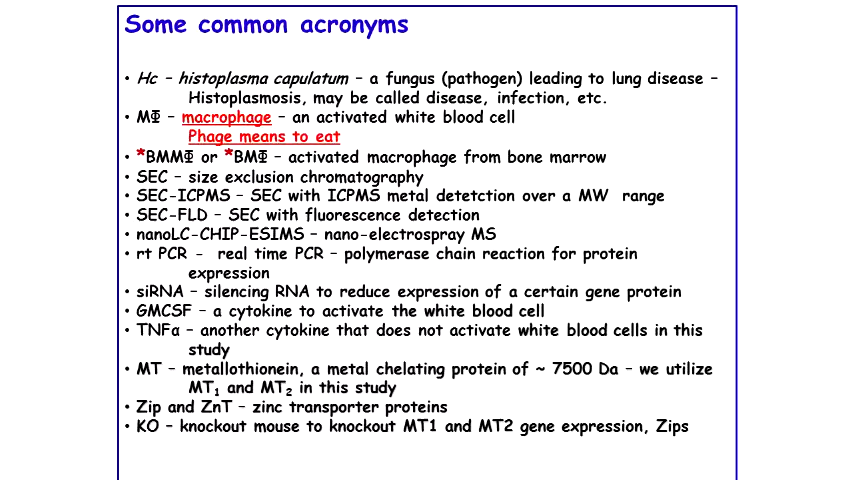 Some common acronyms
• Hc – histoplasma capulatum – a fungus (pathogen) leading to lung disease –
Histoplasmosis, may be called disease, infection, etc.
• MΦ – macrophage – an activated white blood cell
Phage means to eat
• *BMMΦ or *BMΦ – activated macrophage from bone marrow
• SEC – size exclusion chromatography
• SEC-ICPMS – SEC with ICPMS metal detetction over a MW range
• SEC-FLD – SEC with fluorescence detection
• nanoLC-CHIP-ESIMS – nano-electrospray MS
• rt PCR - real time PCR – polymerase chain reaction for protein
expression
• siRNA – silencing RNA to reduce expression of a certain gene protein
• GMCSF – a cytokine to activate the white blood cell
• TNFα – another cytokine that does not activate white blood cells in this
study
• MT – metallothionein, a metal chelating protein of ~ 7500 Da – we utilize
MT₁ and MT₂ in this study
• Zip and ZnT – zinc transporter proteins
• KO – knockout mouse to knockout MT1 and MT2 gene expression, Zips